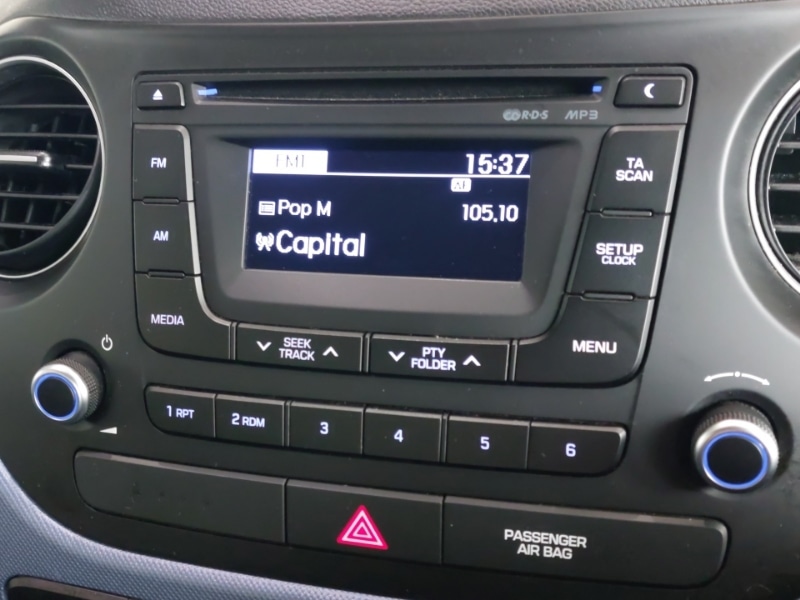 R·D·S MP3
FM
FM1 15:37
TA
SCAN
AF
Pop M 105.10
AM
Capital
SETUP
CLOCK
MEDIA
SEEK
TRACK
PTY
FOLDER
MENU
1 RPT
2 RDM
3
4
5
6
PASSENGER
AIR BAG